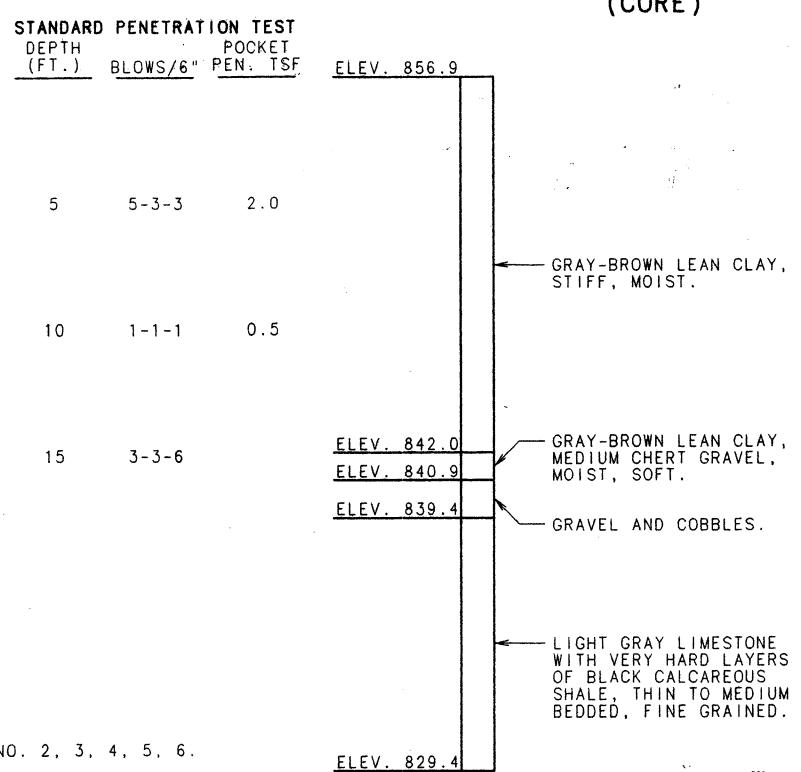 (CORE)
STANDARD PENETRATION TEST
DEPTH (FT.) BLOWS/6" POCKET PEN. TSF
ELEV. 856.9
5 5-3-3 2.0
GRAY-BROWN LEAN CLAY,
STIFF, MOIST.
10 1-1-1 0.5
15 3-3-6
ELEV. 842.0
GRAY-BROWN LEAN CLAY,
MEDIUM CHERT GRAVEL,
MOIST, SOFT.
ELEV. 840.9
ELEV. 839.4
GRAVEL AND COBBLES.
LIGHT GRAY LIMESTONE
WITH VERY HARD LAYERS
OF BLACK CALCAREOUS
SHALE, THIN TO MEDIUM
BEDDED, FINE GRAINED.
NO. 2, 3, 4, 5, 6.
ELEV. 829.4